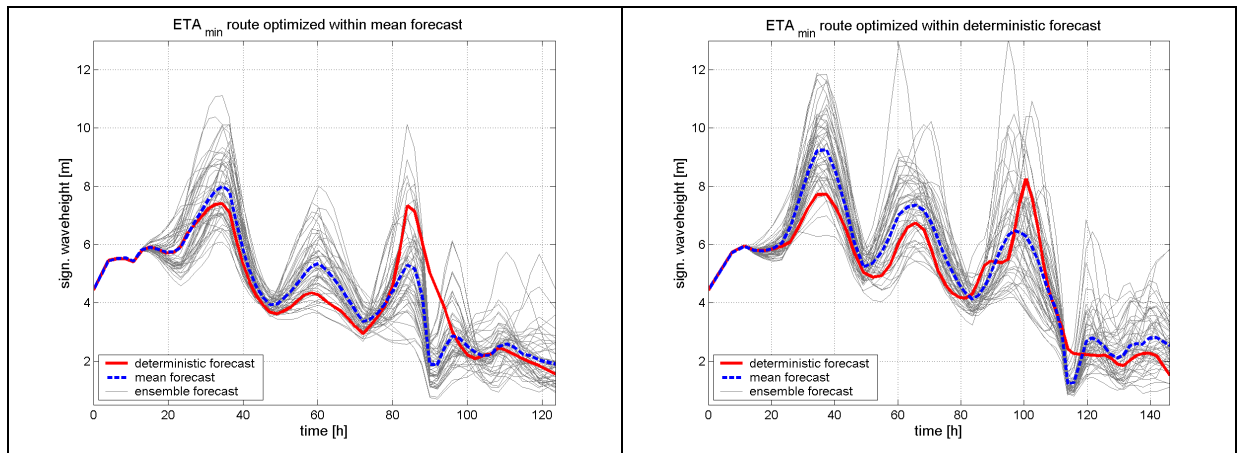 ETA min route optimized within mean forecast
sign. waveheight [m]
12
10
8
6
4
2
deterministic forecast
mean forecast
ensemble forecast
0 20 40 60 80 100 120
time [h]
ETA min route optimized within deterministic forecast
sign. waveheight [m]
12
10
8
6
4
2
deterministic forecast
mean forecast
ensemble forecast
0 20 40 60 80 100 120 140
time [h]